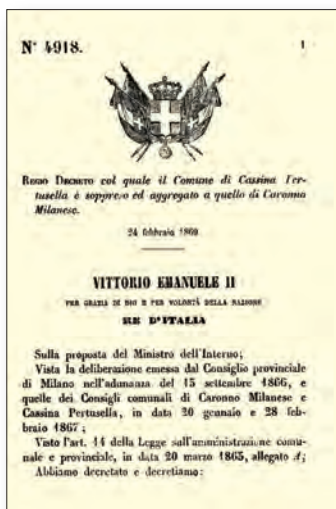 N° 4918.
1
REGIO DECRETO col quale il Comune di Cassina Per-
tusella è soppresso ed aggregato a quello di Caronno
Milanese.
24 febbraio 1869
VITTORIO EMANUELE II
PER GRAZIA DI DIO E PER VOLONTÀ DELLA NAZIONE
RE D'ITALIA
Sulla proposta del Ministro dell'Interno;
Vista la deliberazione emessa dal Consiglio provinciale
di Milano nell'adunanza del 15 settembre 1866, e
quelle dei Consigli comunali di Caronno Milanese e
Cassina Pertusella, in data 20 gennaio e 28 feb-
braio 1867;
Visto l'art. 14 della Legge sull'amministrazione comu-
nale e provinciale, in data 20 marzo 1865, allegato A;
Abbiamo decretato e decretiamo: